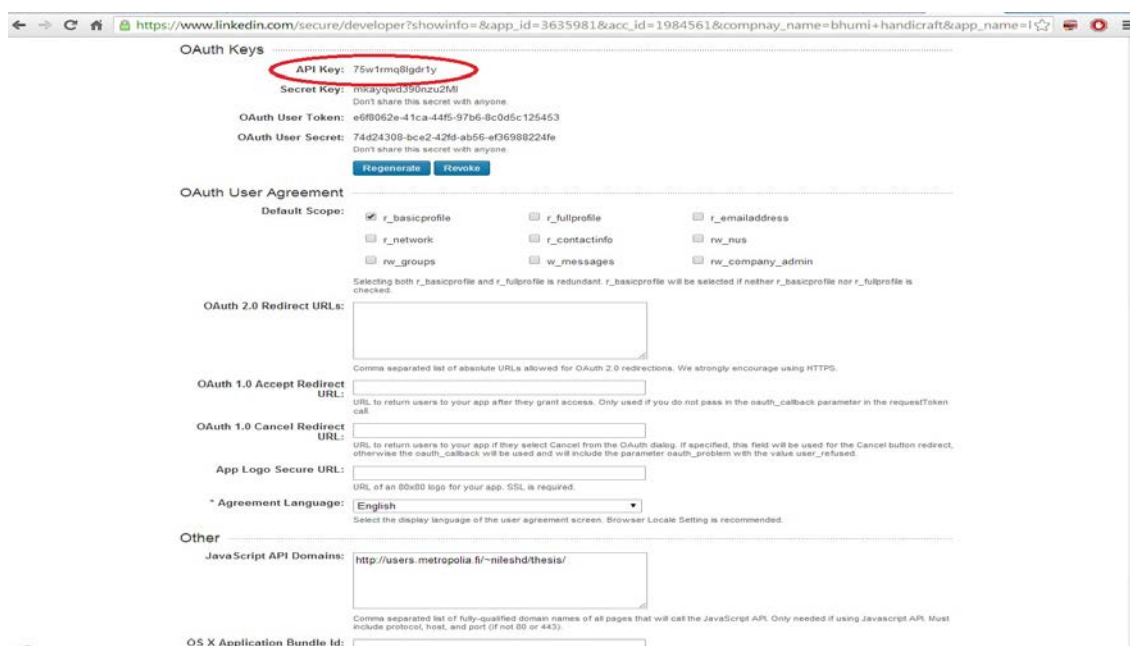 https://www.linkedin.com/secure/developer?showinfo=&app_id=3635981&acc_id=1984561&compnay_name=bhumi+handicraft&app_name=
OAuth Keys
API Key: 75w1rmq8lgdr1y
Secret Key:
Don't share this secret with anyone.
OAuth User Token: e6f8062e-41ca-44f5-97b6-8c0d5c125453
OAuth User Secret: 74d24308-bce2-42fd-ab56-ef36988224fe
Don't share this secret with anyone.
Regenerate Revoke
OAuth User Agreement
Default Scope:
r_basicprofile r_fullprofile r_emailaddress
r_network r_contactinfo rw_nus
rw_groups w_messages rw_company_admin
Selecting both r_basicprofile and r_fullprofile is redundant. r_basicprofile will be selected if neither r_basicprofile nor r_fullprofile is
checked.
OAuth 2.0 Redirect URLs:
Comma separated list of absolute URLs allowed for OAuth 2.0 redirections. We strongly encourage using HTTPS.
OAuth 1.0 Accept Redirect
URL:
URL to return users to your app after they grant access. Only used if you do not pass in the oauth_callback parameter in the requestToken
call.
OAuth 1.0 Cancel Redirect
URL:
URL to return users to your app if they select Cancel from the OAuth dialog. If specified, this field will be used for the Cancel button redirect,
otherwise the oauth_callback will be used and will include the parameter oauth_problem with the value user_refused.
App Logo Secure URL:
URL of an 80x80 logo for your app. SSL is required.
* Agreement Language: English
Select the display language of the user agreement screen. Browser Locale Setting is recommended.
Other
JavaScript API Domains: http://users.metropolia.fi/~nileshd/thesis/
Comma separated list of fully-qualified domain names of all pages that will call the JavaScript API. Only needed if using Javascript API. Must
include protocol, host, and port (if not 80 or 443).
OS X Application Bundle Id: